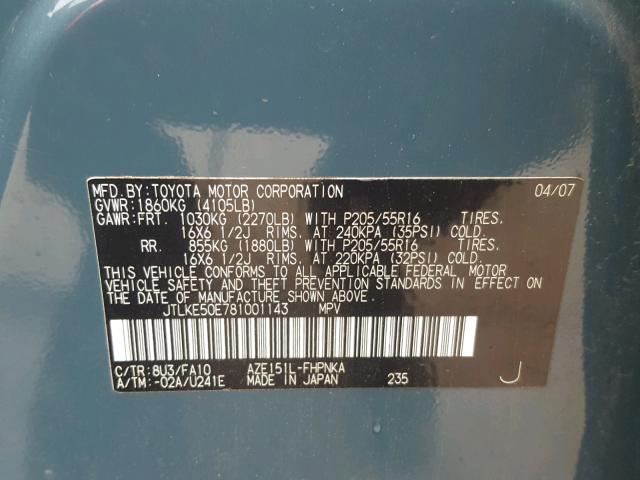 MFD. BY: TOYOTA MOTOR CORPORATION 04/07
GVWR: 1860KG (4105LB)
GAWR: FRT. 1030KG (2270LB) WITH P205/55R16 TIRES.
16X6 1/2J RIMS. AT 240KPA (35PSI) COLD.
RR. 855KG (1880LB) WITH P205/55R16 TIRES.
16X6 1/2J RIMS. AT 220KPA (32PSI) COLD.
THIS VEHICLE CONFORMS TO ALL APPLICABLE FEDERAL MOTOR
VEHICLE SAFETY AND THEFT PREVENTION STANDARDS IN EFFECT ON
THE DATE OF MANUFACTURE SHOWN ABOVE.
JTLKE50E781001143 MPV
C/TR: 8U3/FA10 AZE151L-FHPNKA
A/TM: -02A/U241E MADE IN JAPAN 235 J